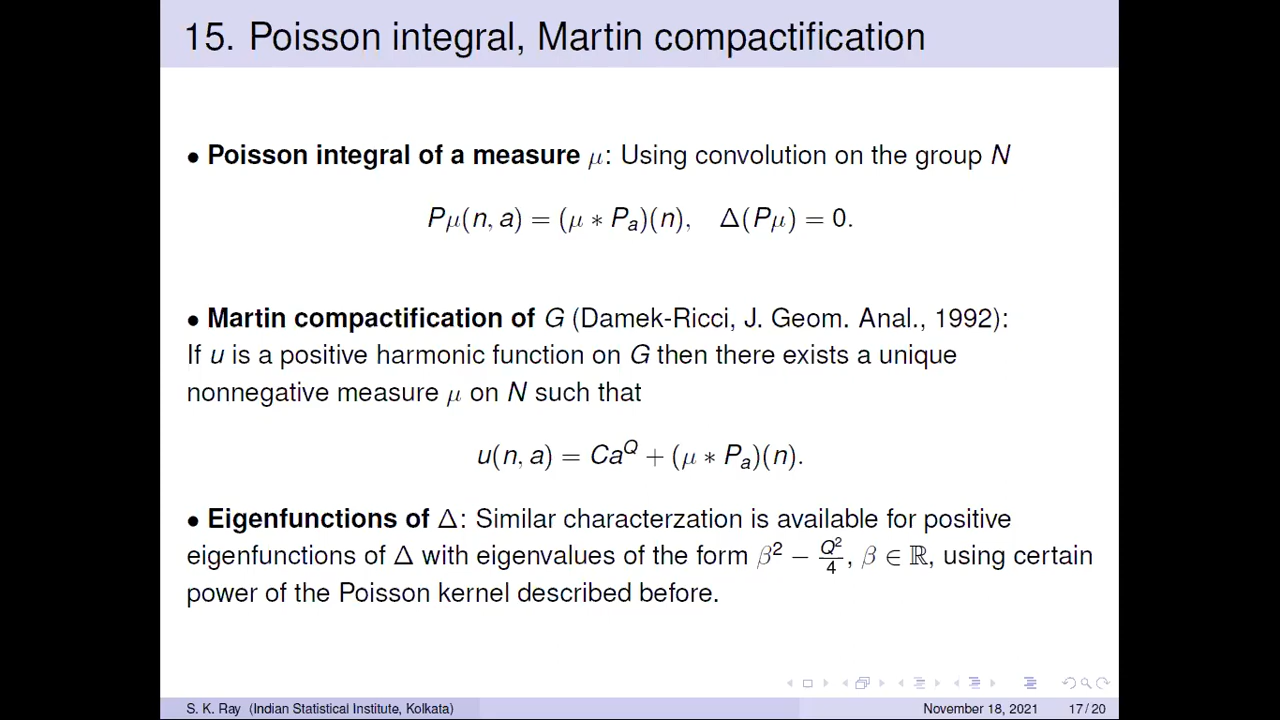 15. Poisson integral, Martin compactification
• Poisson integral of a measure μ: Using convolution on the group N
Pμ(n, a) = (μ ∗ Pₐ)(n), Δ(Pμ) = 0.
• Martin compactification of G (Damek-Ricci, J. Geom. Anal., 1992):
If u is a positive harmonic function on G then there exists a unique
nonnegative measure μ on N such that
u(n, a) = Ca^Q + (μ ∗ Pₐ)(n).
• Eigenfunctions of Δ: Similar characterzation is available for positive
eigenfunctions of Δ with eigenvalues of the form β² − Q²/4, β ∈ ℝ, using certain
power of the Poisson kernel described before.
S. K. Ray (Indian Statistical Institute, Kolkata) November 18, 2021 17 / 20